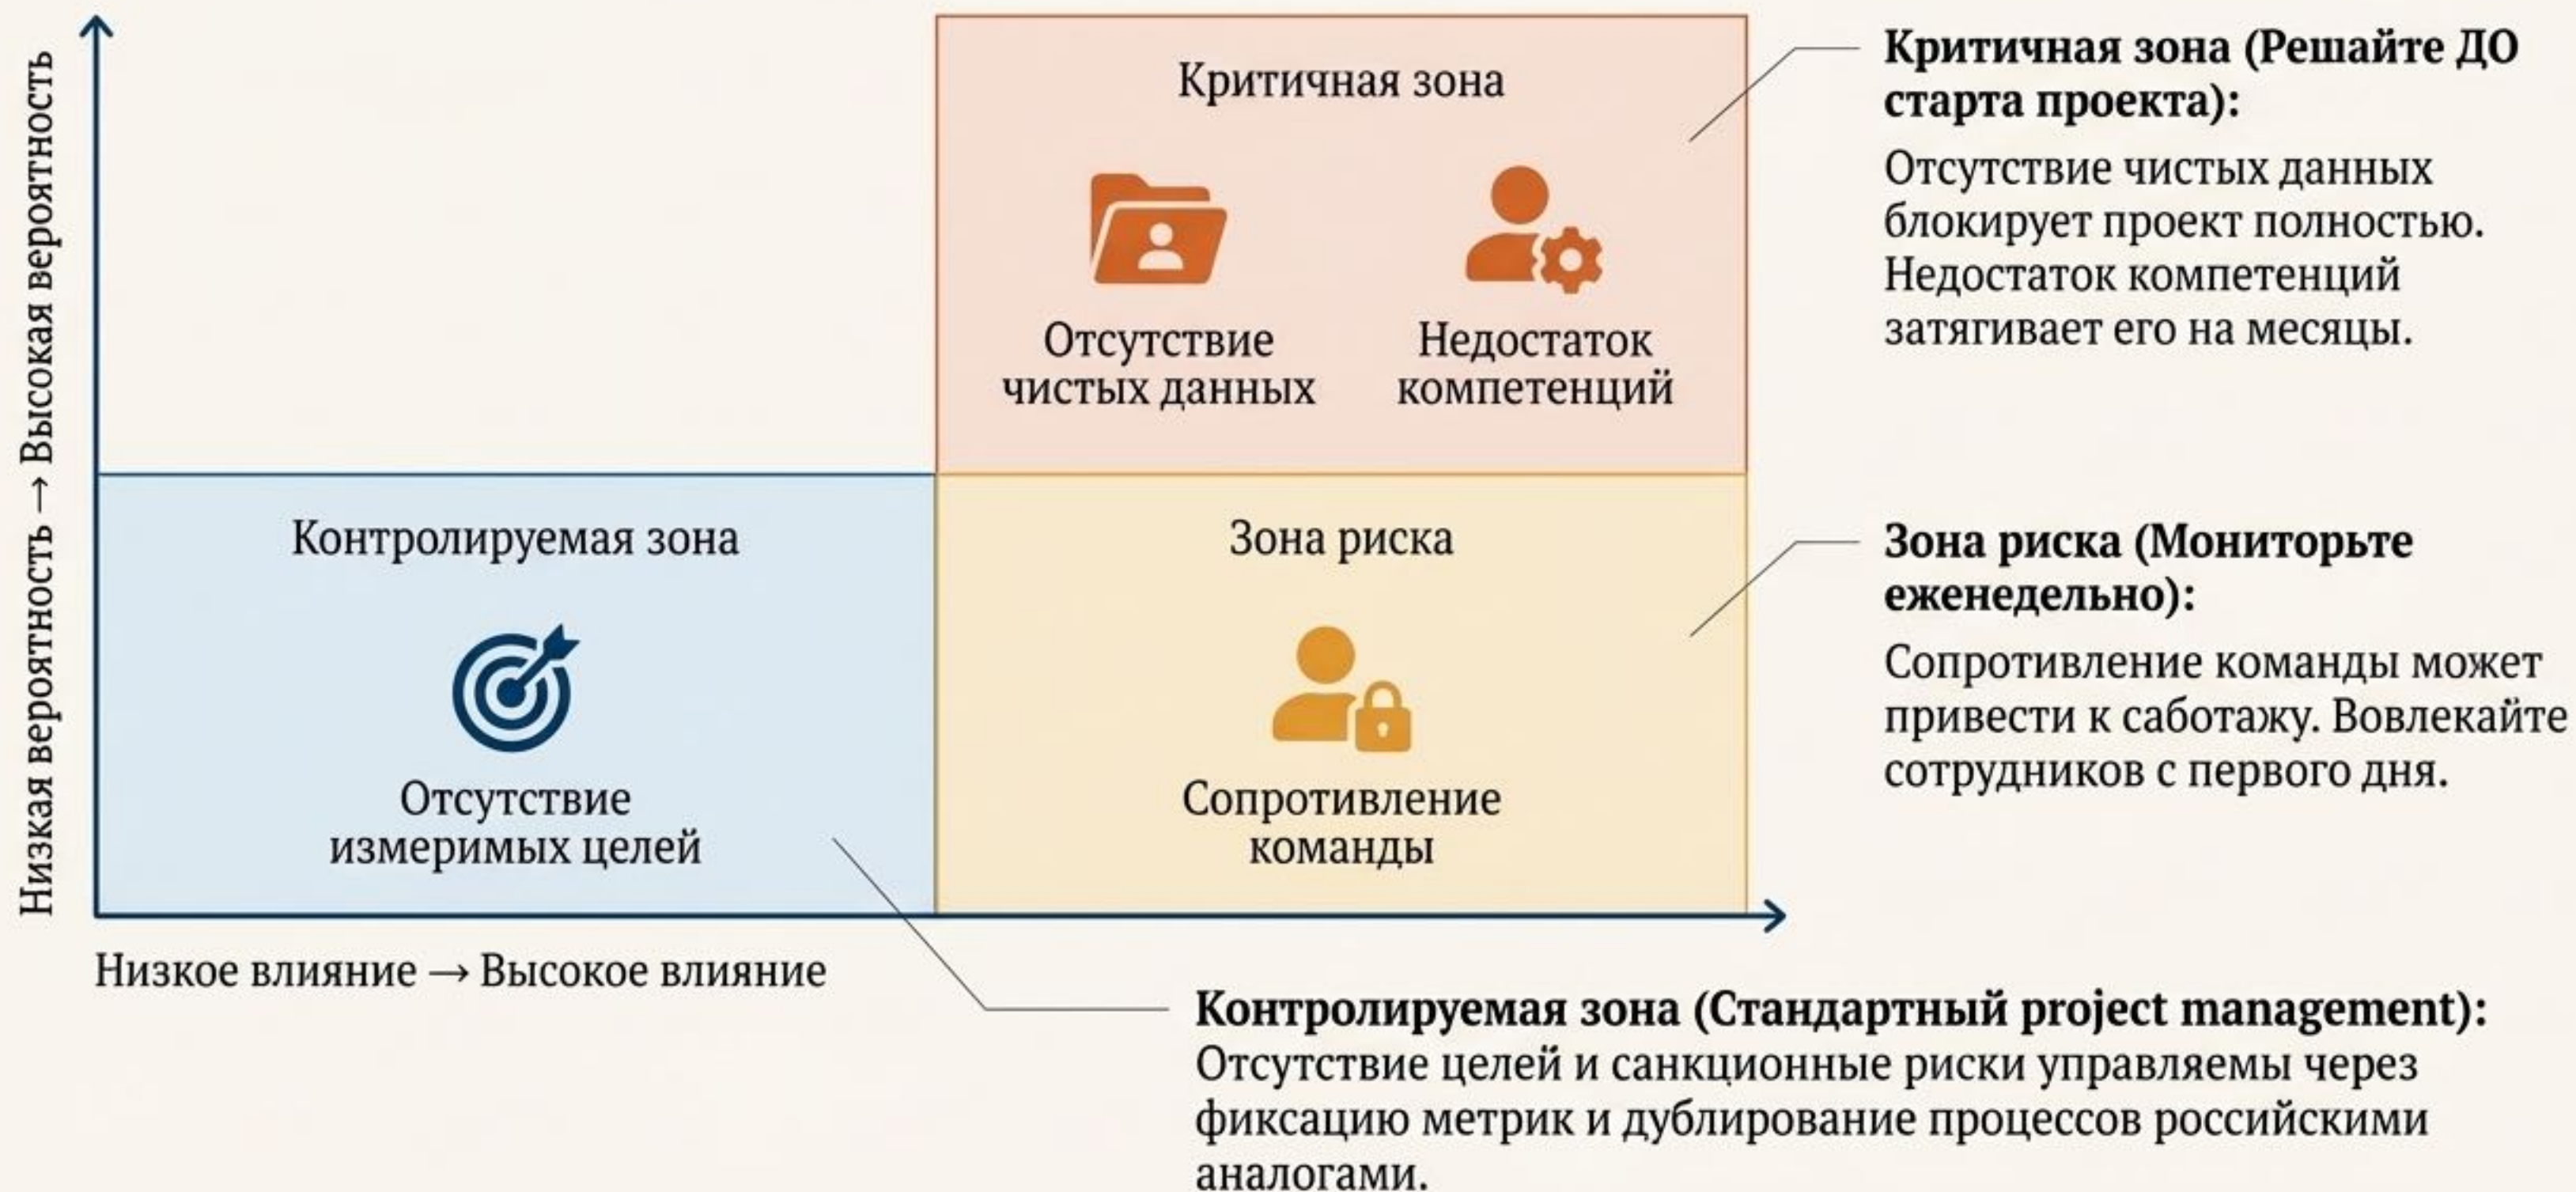 Низкая вероятность → Высокая вероятность
Критичная зона
Отсутствие
чистых данных
Недостаток
компетенций
Контролируемая зона
Отсутствие
измеримых целей
Зона риска
Сопротивление
команды
Низкое влияние → Высокое влияние
Критичная зона (Решайте ДО
старта проекта):
Отсутствие чистых данных
блокирует проект полностью.
Недостаток компетенций
затягивает его на месяцы.
Зона риска (Мониторьте
еженедельно):
Сопротивление команды может
привести к саботажу. Вовлекайте
сотрудников с первого дня.
Контролируемая зона (Стандартный project management):
Отсутствие целей и санкционные риски управляемы через
фиксацию метрик и дублирование процессов российскими
аналогами.